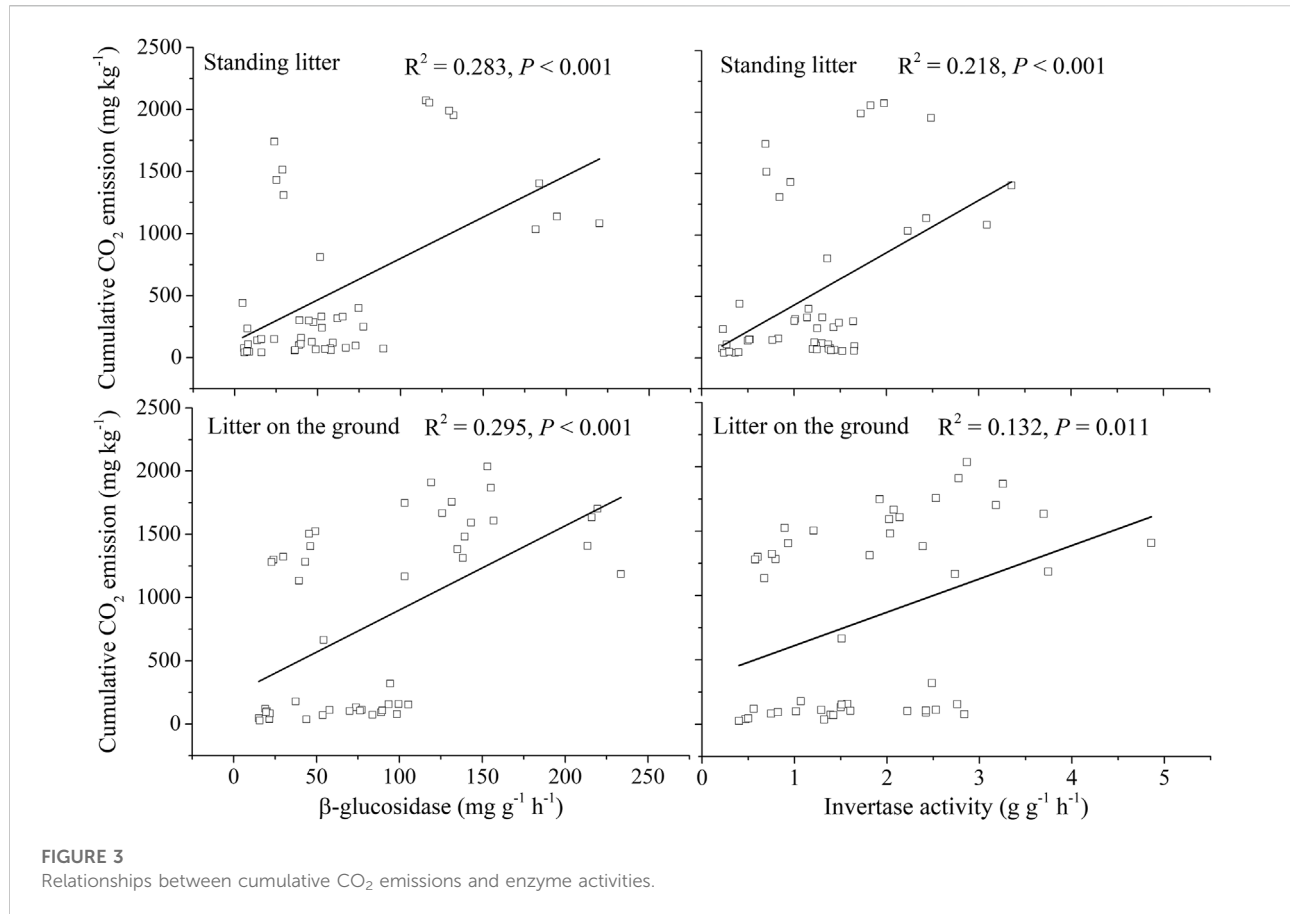 Standing litter R² = 0.283, P < 0.001
Standing litter R² = 0.218, P < 0.001
Cumulative CO₂ emission (mg kg⁻¹)
2500
2000
1500
1000
500
0
Litter on the ground R² = 0.295, P < 0.001
Litter on the ground R² = 0.132, P = 0.011
Cumulative CO₂ emission (mg kg⁻¹)
2500
2000
1500
1000
500
0
0 50 100 150 200 250
0 1 2 3 4 5
β-glucosidase (mg g⁻¹ h⁻¹)
Invertase activity (g g⁻¹ h⁻¹)
FIGURE 3
Relationships between cumulative CO₂ emissions and enzyme activities.